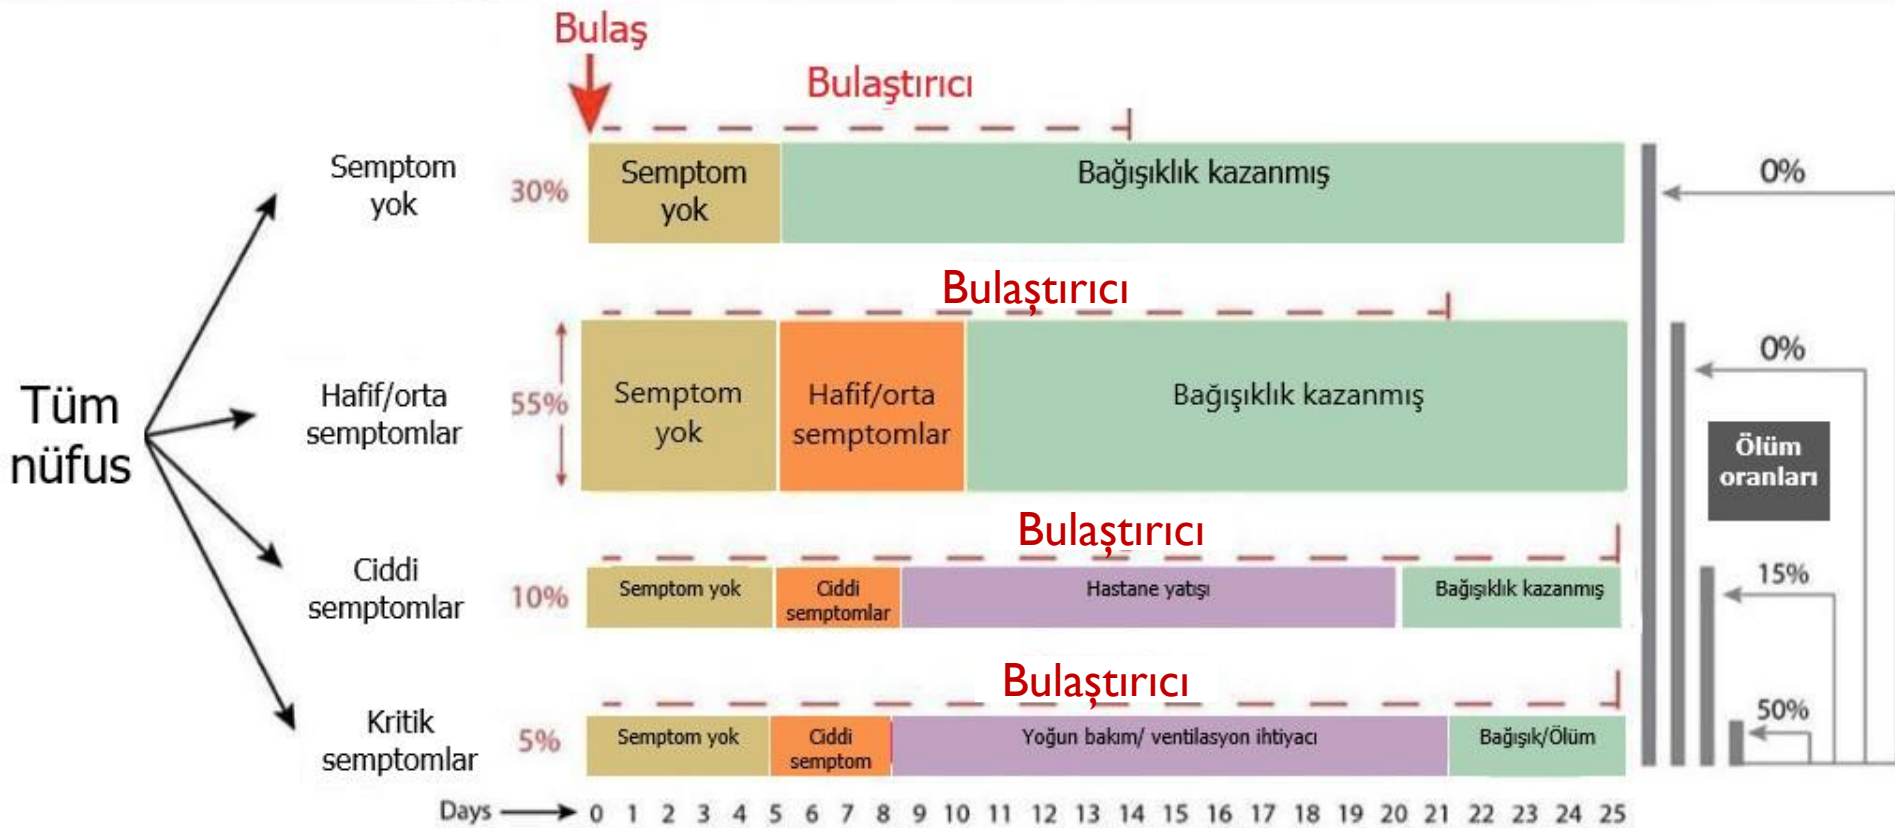 Bulaş
Bulaştırıcı
Semptom
yok
30%
Semptom
yok
Bağışıklık kazanmış
0%
Bulaştırıcı
Tüm
nüfus
Hafif/orta
semptomlar
55%
Semptom
yok
Hafif/orta
semptomlar
Bağışıklık kazanmış
0%
Ölüm
oranları
Bulaştırıcı
Ciddi
semptomlar
10%
Semptom yok
Ciddi
semptomlar
Hastane yatışı
Bağışıklık kazanmış
15%
Bulaştırıcı
Kritik
semptomlar
5%
Semptom yok
Ciddi
semptom
Yoğun bakım/ ventilasyon ihtiyacı
Bağışık/Ölüm
50%
Days 0 1 2 3 4 5 6 7 8 9 10 11 12 13 14 15 16 17 18 19 20 21 22 23 24 25